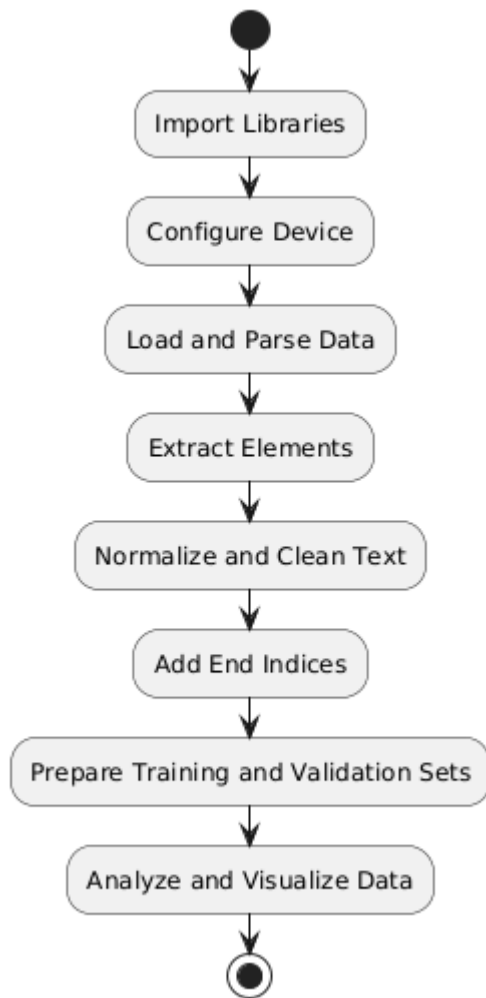 Import Libraries
Configure Device
Load and Parse Data
Extract Elements
Normalize and Clean Text
Add End Indices
Prepare Training and Validation Sets
Analyze and Visualize Data